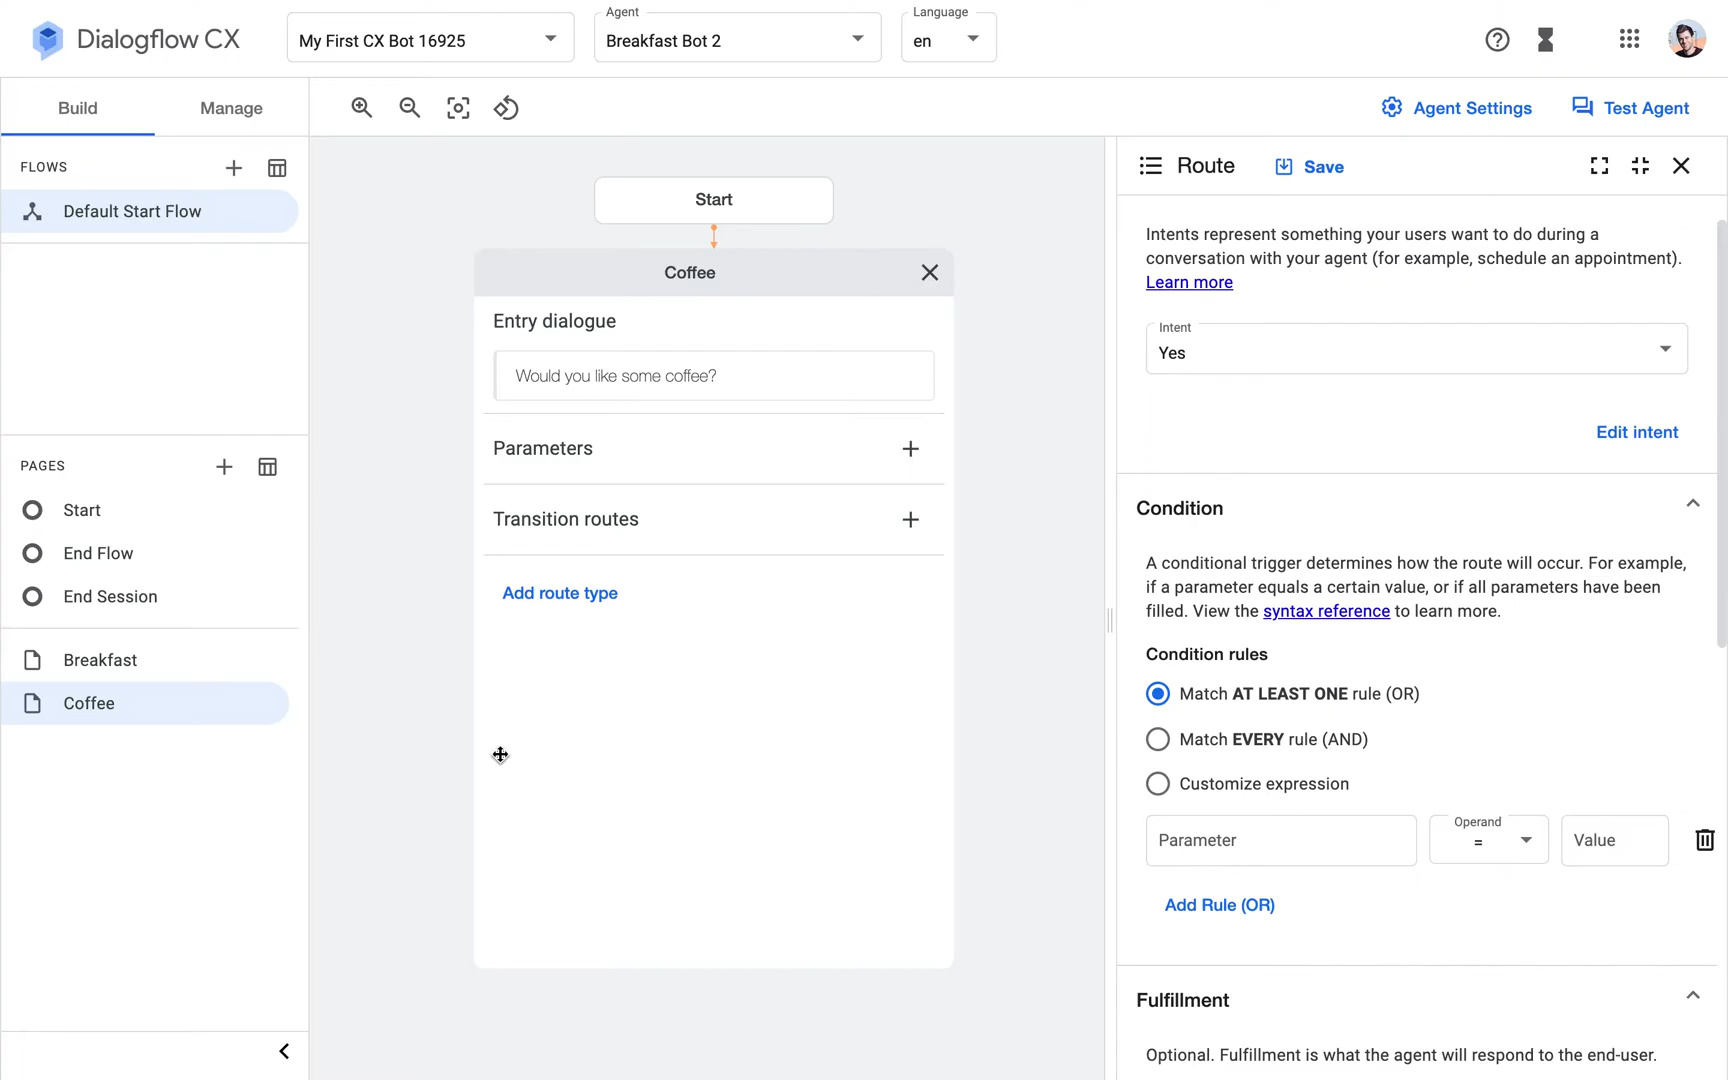 Dialogflow CX
My First CX Bot 16925
Agent
Breakfast Bot 2
Language
en
Build
Manage
Agent Settings
Test Agent
FLOWS
Default Start Flow
PAGES
Start
End Flow
End Session
Breakfast
Coffee
Start
Coffee
Entry dialogue
Would you like some coffee?
Parameters
Transition routes
Add route type
Route
Save
Intents represent something your users want to do during a
conversation with your agent (for example, schedule an appointment).
Learn more
Intent
Yes
Edit intent
Condition
A conditional trigger determines how the route will occur. For example,
if a parameter equals a certain value, or if all parameters have been
filled. View the syntax reference to learn more.
Condition rules
Match AT LEAST ONE rule (OR)
Match EVERY rule (AND)
Customize expression
Parameter
Operand
=
Value
Add Rule (OR)
Fulfillment
Optional. Fulfillment is what the agent will respond to the end-user.